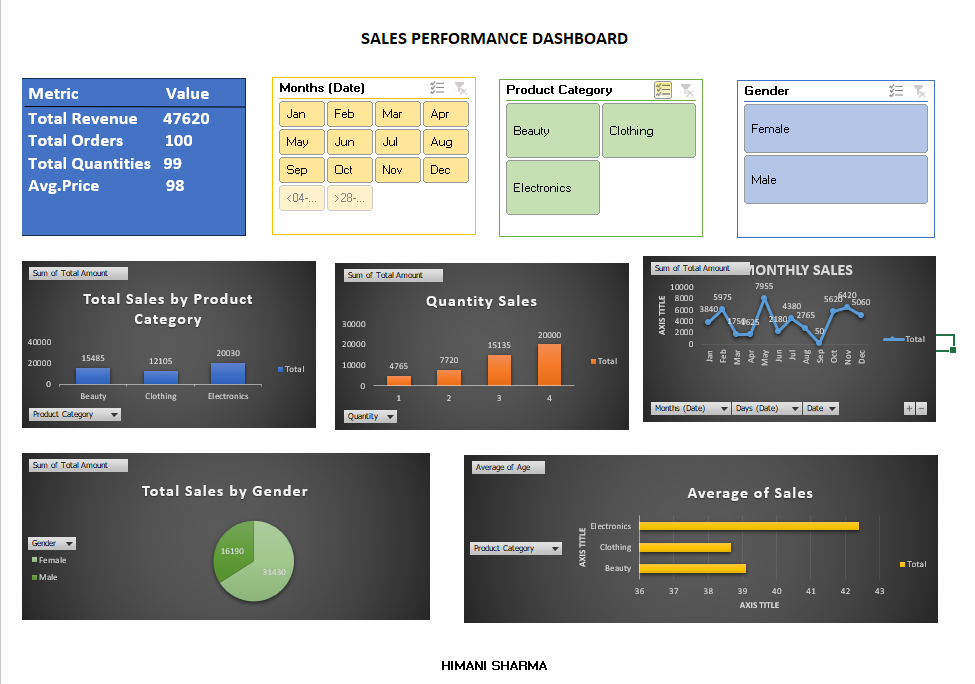 SALES PERFORMANCE DASHBOARD
Metric Value
Total Revenue 47620
Total Orders 100
Total Quantities 99
Avg.Price 98
Months (Date)
Jan Feb Mar Apr
May Jun Jul Aug
Sep Oct Nov Dec
<04-... >28-...
Product Category
Beauty Clothing
Electronics
Gender
Female
Male
Sum of Total Amount
Total Sales by Product
Category
40000
20000
0
15485 12105 20030
Beauty Clothing Electronics
Total
Product Category
Sum of Total Amount
Quantity Sales
30000
20000
10000
0
4765 7720 15135 20000
1 2 3 4
Total
Quantity
Sum of Total Amount
MONTHLY SALES
AXIS TITLE
10000
8000
6000
4000
2000
0
3840 5975 1750 1625 7955 2180 4380 2765 50 5620 6420 5060
Jan Feb Mar Apr May Jun Jul Aug Sep Oct Nov Dec
Total
Months (Date) Days (Date) Date
+ −
Sum of Total Amount
Total Sales by Gender
Gender
Female
Male
16190
31430
Average of Age
Average of Sales
Product Category
AXIS TITLE
Electronics
Clothing
Beauty
Total
36 37 38 39 40 41 42 43
AXIS TITLE
HIMANI SHARMA